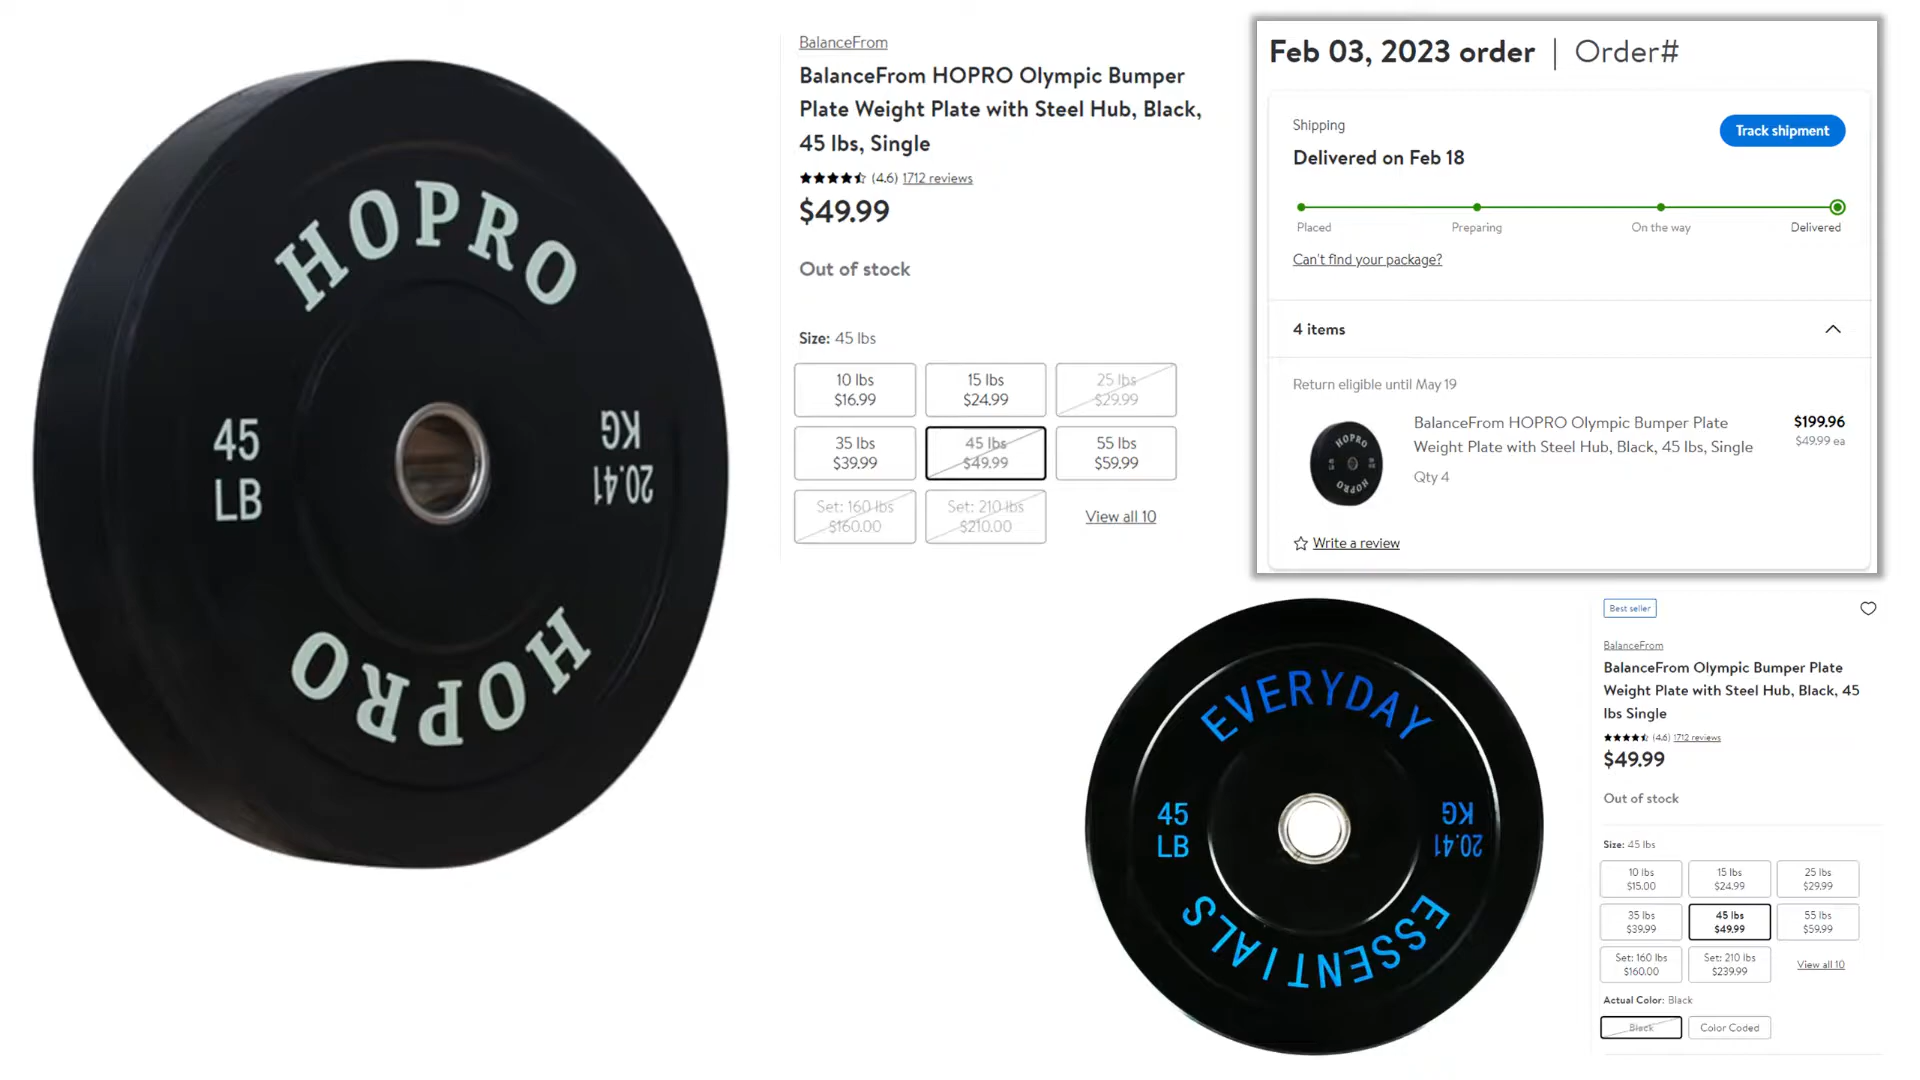 HOPRO
45
LB
KG
20.41
HOPRO
BalanceFrom
BalanceFrom HOPRO Olympic Bumper
Plate Weight Plate with Steel Hub, Black,
45 lbs, Single
(4.6) 1712 reviews
$49.99
Out of stock
Size: 45 lbs
10 lbs
$16.99
15 lbs
$24.99
25 lbs
$29.99
35 lbs
$39.99
45 lbs
$49.99
55 lbs
$59.99
Set: 160 lbs
$160.00
Set: 210 lbs
$210.00
View all 10
Feb 03, 2023 order | Order#
Shipping
Track shipment
Delivered on Feb 18
Placed
Preparing
On the way
Delivered
Can't find your package?
4 items
Return eligible until May 19
HOPRO
HOPRO
BalanceFrom HOPRO Olympic Bumper Plate
Weight Plate with Steel Hub, Black, 45 lbs, Single
Qty 4
$199.96
$49.99 ea
Write a review
EVERYDAY
45
LB
KG
20.41
ESSENTIALS
Best seller
BalanceFrom
BalanceFrom Olympic Bumper Plate
Weight Plate with Steel Hub, Black, 45
lbs Single
(4.6) 1712 reviews
$49.99
Out of stock
Size: 45 lbs
10 lbs
$15.00
15 lbs
$24.99
25 lbs
$29.99
35 lbs
$39.99
45 lbs
$49.99
55 lbs
$59.99
Set: 160 lbs
$160.00
Set: 210 lbs
$239.99
View all 10
Actual Color: Black
Black
Color Coded